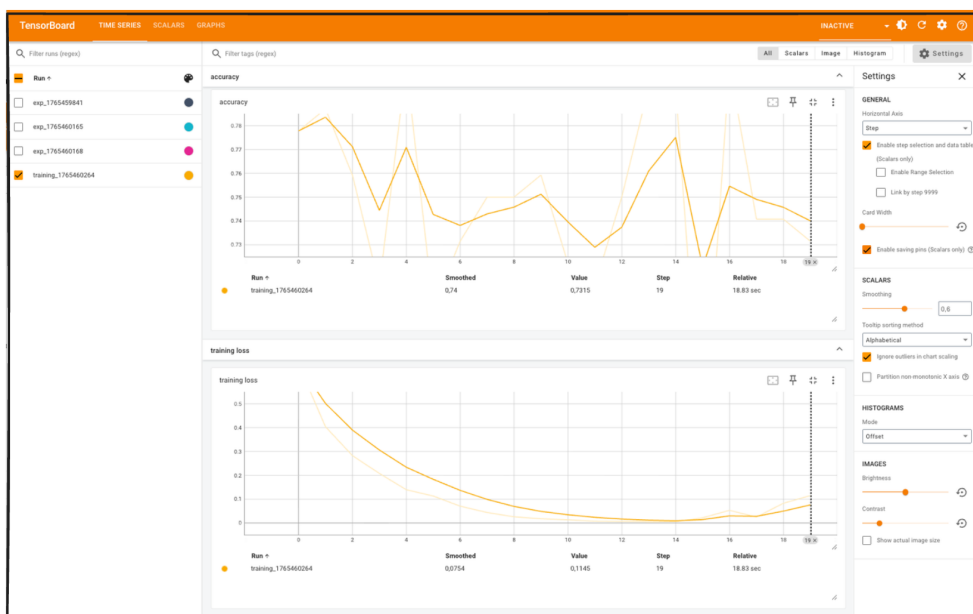 TensorBoard TIME SERIES SCALARS GRAPHS INACTIVE
Filter runs (regex)
Run
exp_1765459841
exp_1765460165
exp_1765460168
training_1765460264
Filter tags (regex)
All Scalars Image Histogram Settings
accuracy
accuracy
0.78
0.77
0.76
0.75
0.74
0.73
0 2 4 6 8 10 12 14 16 18 19
Run Smoothed Value Step Relative
training_1765460264 0,74 0,7315 19 18.83 sec
training loss
training loss
0.5
0.4
0.3
0.2
0.1
0
0 2 4 6 8 10 12 14 16 18 19
Run Smoothed Value Step Relative
training_1765460264 0,0754 0,1145 19 18.83 sec
Settings
GENERAL
Horizontal Axis
Step
Enable step selection and data table
(Scalars only)
Enable Range Selection
Link by step 9999
Card Width
Enable saving pins (Scalars only)
SCALARS
Smoothing
0,6
Tooltip sorting method
Alphabetical
Ignore outliers in chart scaling
Partition non-monotonic X axis
HISTOGRAMS
Mode
Offset
IMAGES
Brightness
Contrast
Show actual image size